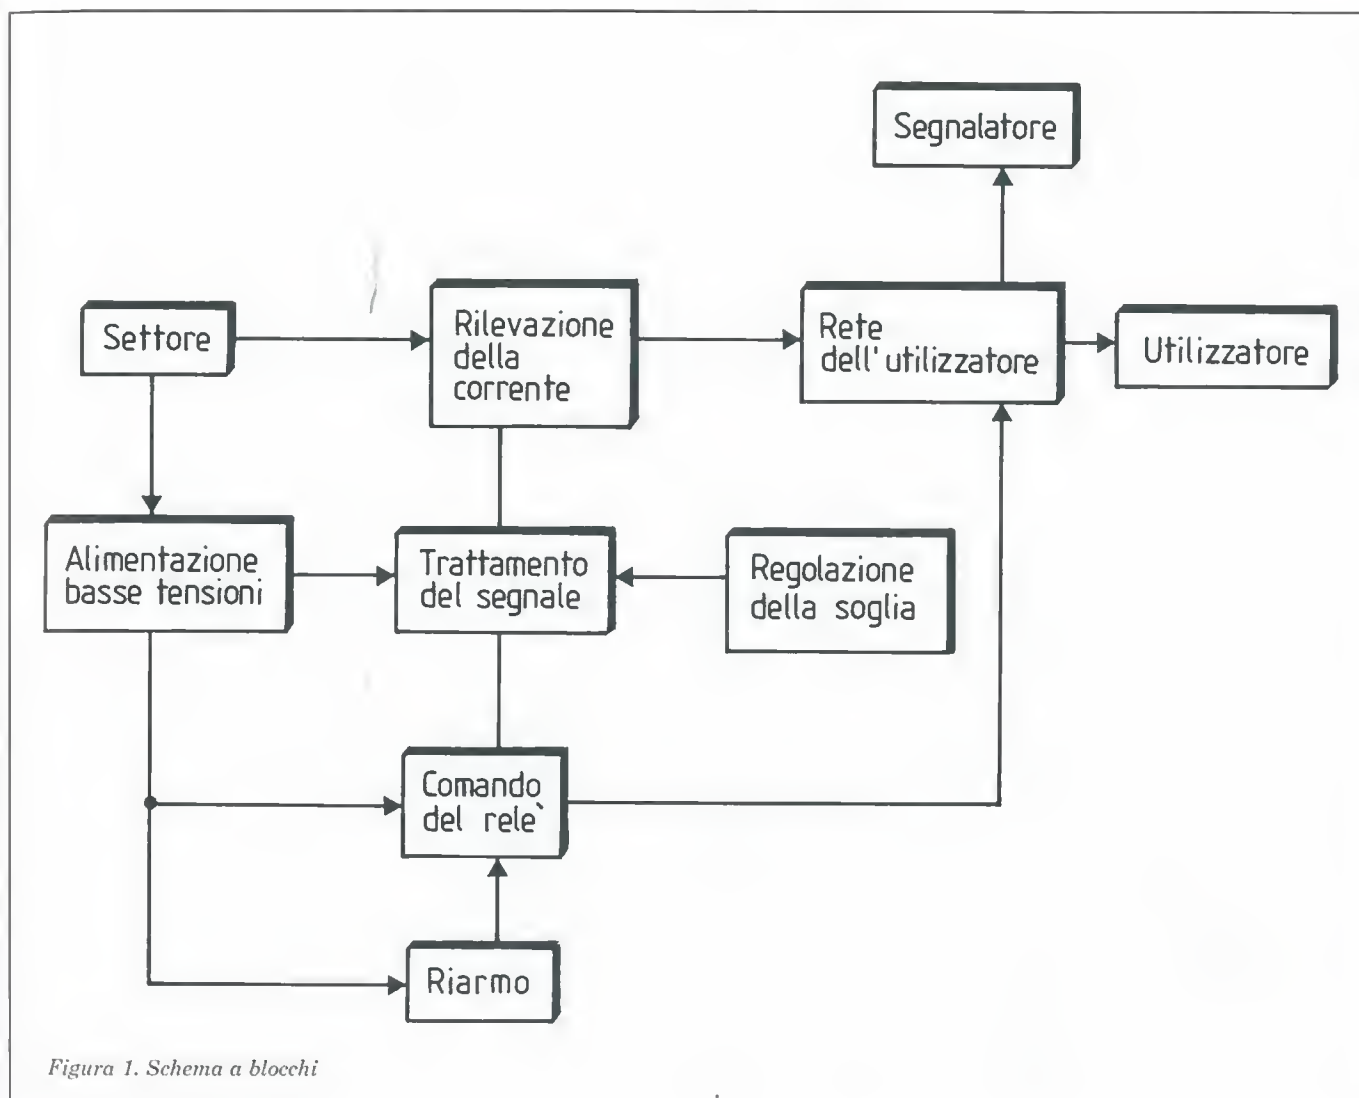 Segnalatore
Settore
Rilevazione
della
corrente
Rete
dell'utilizzatore
Utilizzatore
Alimentazione
basse tensioni
Trattamento
del segnale
Regolazione
della soglia
Comando
del relè
Riarmo
Figura 1. Schema a blocchi